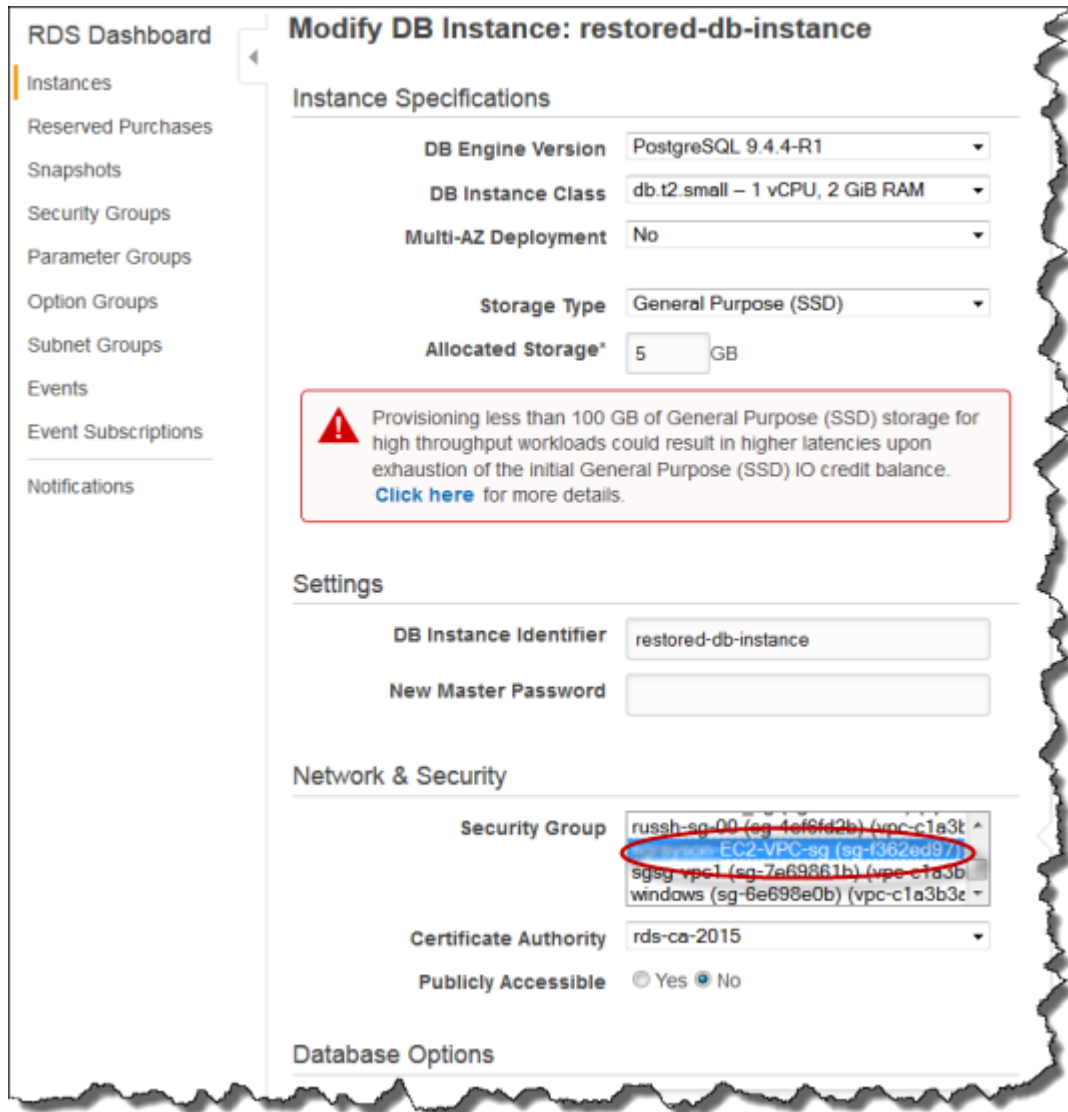 RDS Dashboard
Instances
Reserved Purchases
Snapshots
Security Groups
Parameter Groups
Option Groups
Subnet Groups
Events
Event Subscriptions
Notifications
Modify DB Instance: restored-db-instance
Instance Specifications
DB Engine Version PostgreSQL 9.4.4-R1
DB Instance Class db.t2.small – 1 vCPU, 2 GiB RAM
Multi-AZ Deployment No
Storage Type General Purpose (SSD)
Allocated Storage* 5 GB
Provisioning less than 100 GB of General Purpose (SSD) storage for
high throughput workloads could result in higher latencies upon
exhaustion of the initial General Purpose (SSD) IO credit balance.
Click here for more details.
Settings
DB Instance Identifier restored-db-instance
New Master Password
Network & Security
Security Group russh-sg-00 (sg-4ef6fd2b) (vpc-c1a3b
EC2-VPC-sg (sg-f362ed97)
sgsg-vpc1 (sg-7e69861b) (vpc-c1a3b
windows (sg-6e698e0b) (vpc-c1a3b3a
Certificate Authority rds-ca-2015
Publicly Accessible Yes No
Database Options